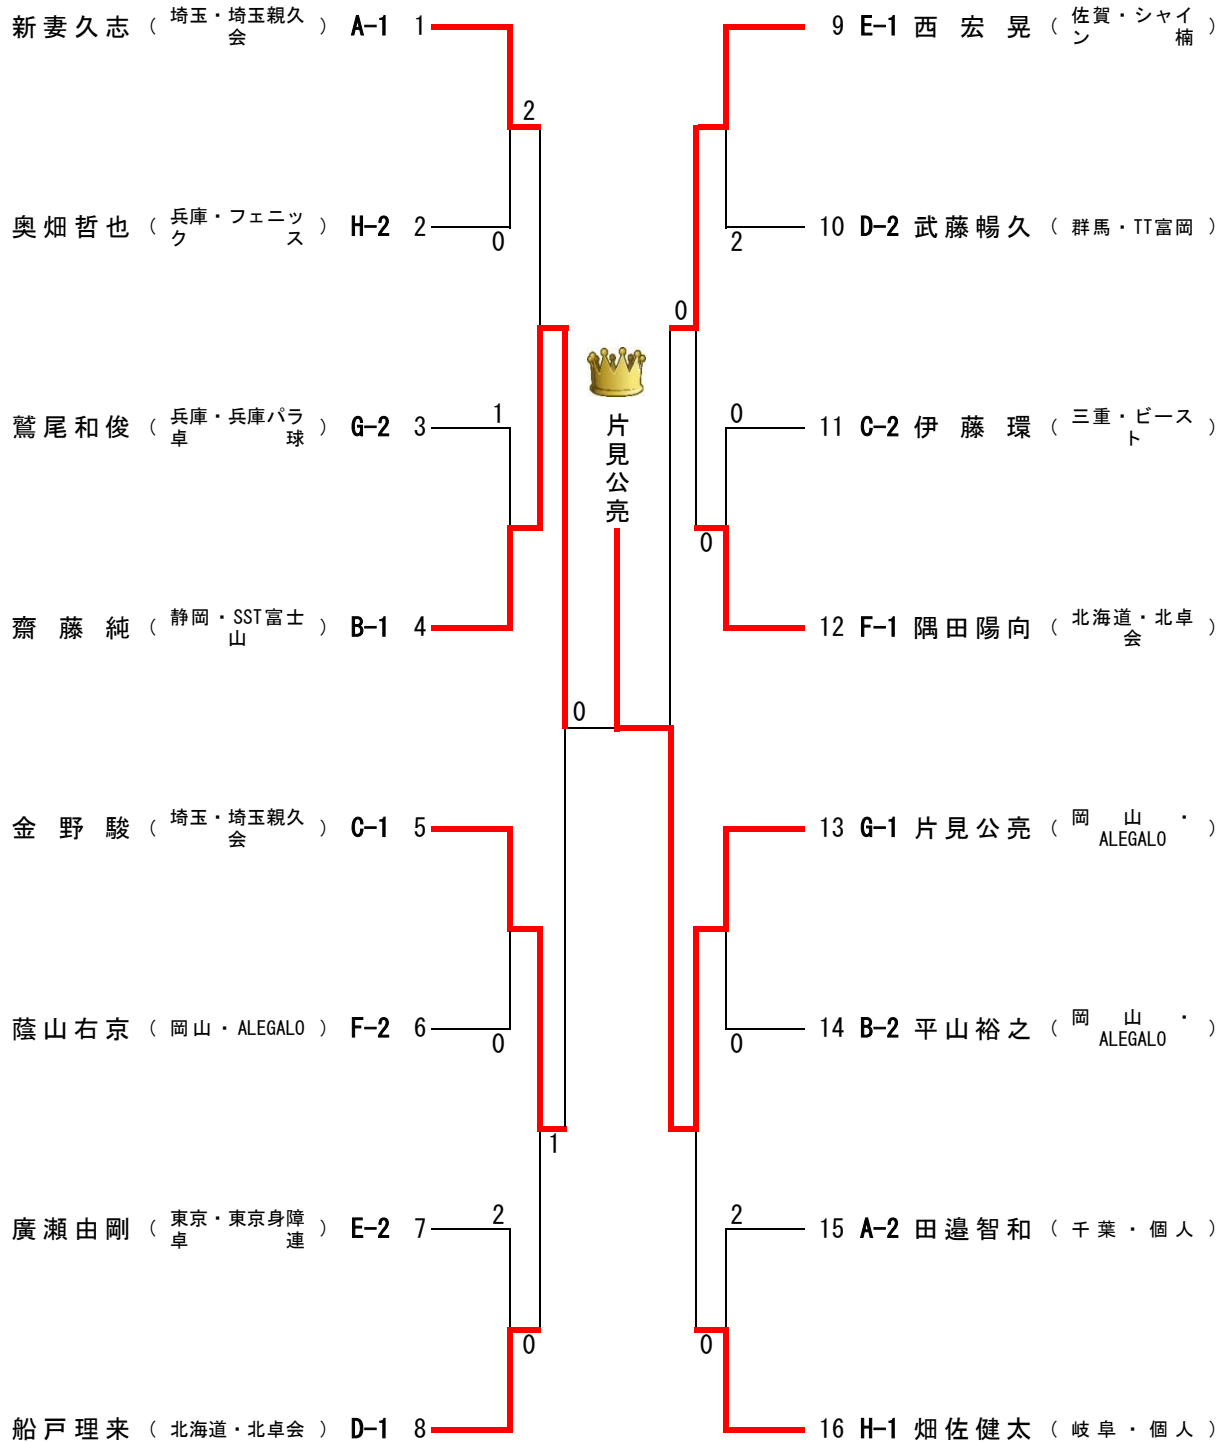 新妻久志 ( 埼玉・埼玉親久会 ) A-1 1
2
奥畑哲也 ( 兵庫・フェニックス ) H-2 2
0
鷲尾和俊 ( 兵庫・兵庫パラ卓球 ) G-2 3
1
齋藤純 ( 静岡・SST富士山 ) B-1 4
0
金野駿 ( 埼玉・埼玉親久会 ) C-1 5
蔭山右京 ( 岡山・ALEGALO ) F-2 6
0
1
廣瀬由剛 ( 東京・東京身障卓連 ) E-2 7
2
0
船戸理来 ( 北海道・北卓会 ) D-1 8
片見公亮
9 E-1 西宏晃 ( 佐賀・シャイン楠 )
10 D-2 武藤暢久 ( 群馬・TT富岡 )
2
0
11 C-2 伊藤環 ( 三重・ビースト )
0
0
12 F-1 隅田陽向 ( 北海道・北卓会 )
13 G-1 片見公亮 ( 岡山・ALEGALO )
14 B-2 平山裕之 ( 岡山・ALEGALO )
0
15 A-2 田邉智和 ( 千葉・個人 )
2
0
16 H-1 畑佐健太 ( 岐阜・個人 )